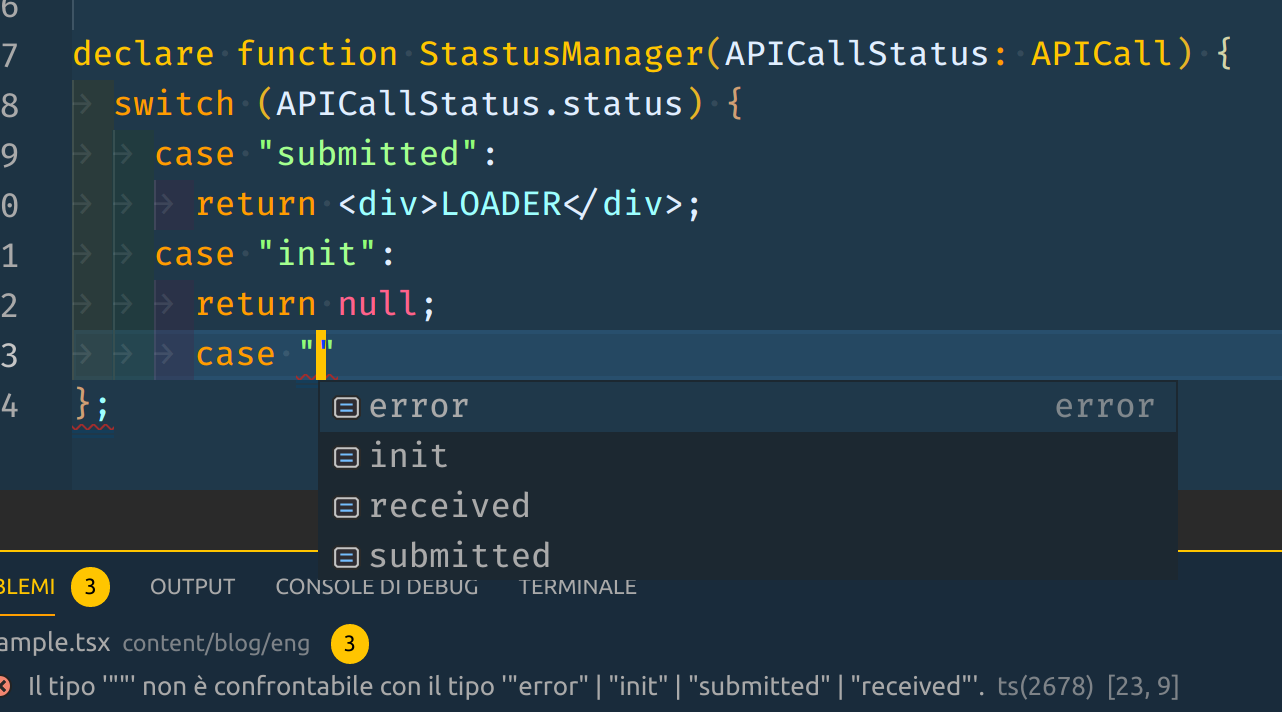 6
7 declare function StastusManager(APICallStatus: APICall) {
8 switch (APICallStatus.status) {
9 case "submitted":
0 return <div>LOADER</div>;
1 case "init":
2 return null;
3 case ""
4 };
error error
init
received
submitted
BLEMI 3 OUTPUT CONSOLE DI DEBUG TERMINALE
ample.tsx content/blog/eng 3
Il tipo '""' non è confrontabile con il tipo '"error" | "init" | "submitted" | "received"'. ts(2678) [23, 9]